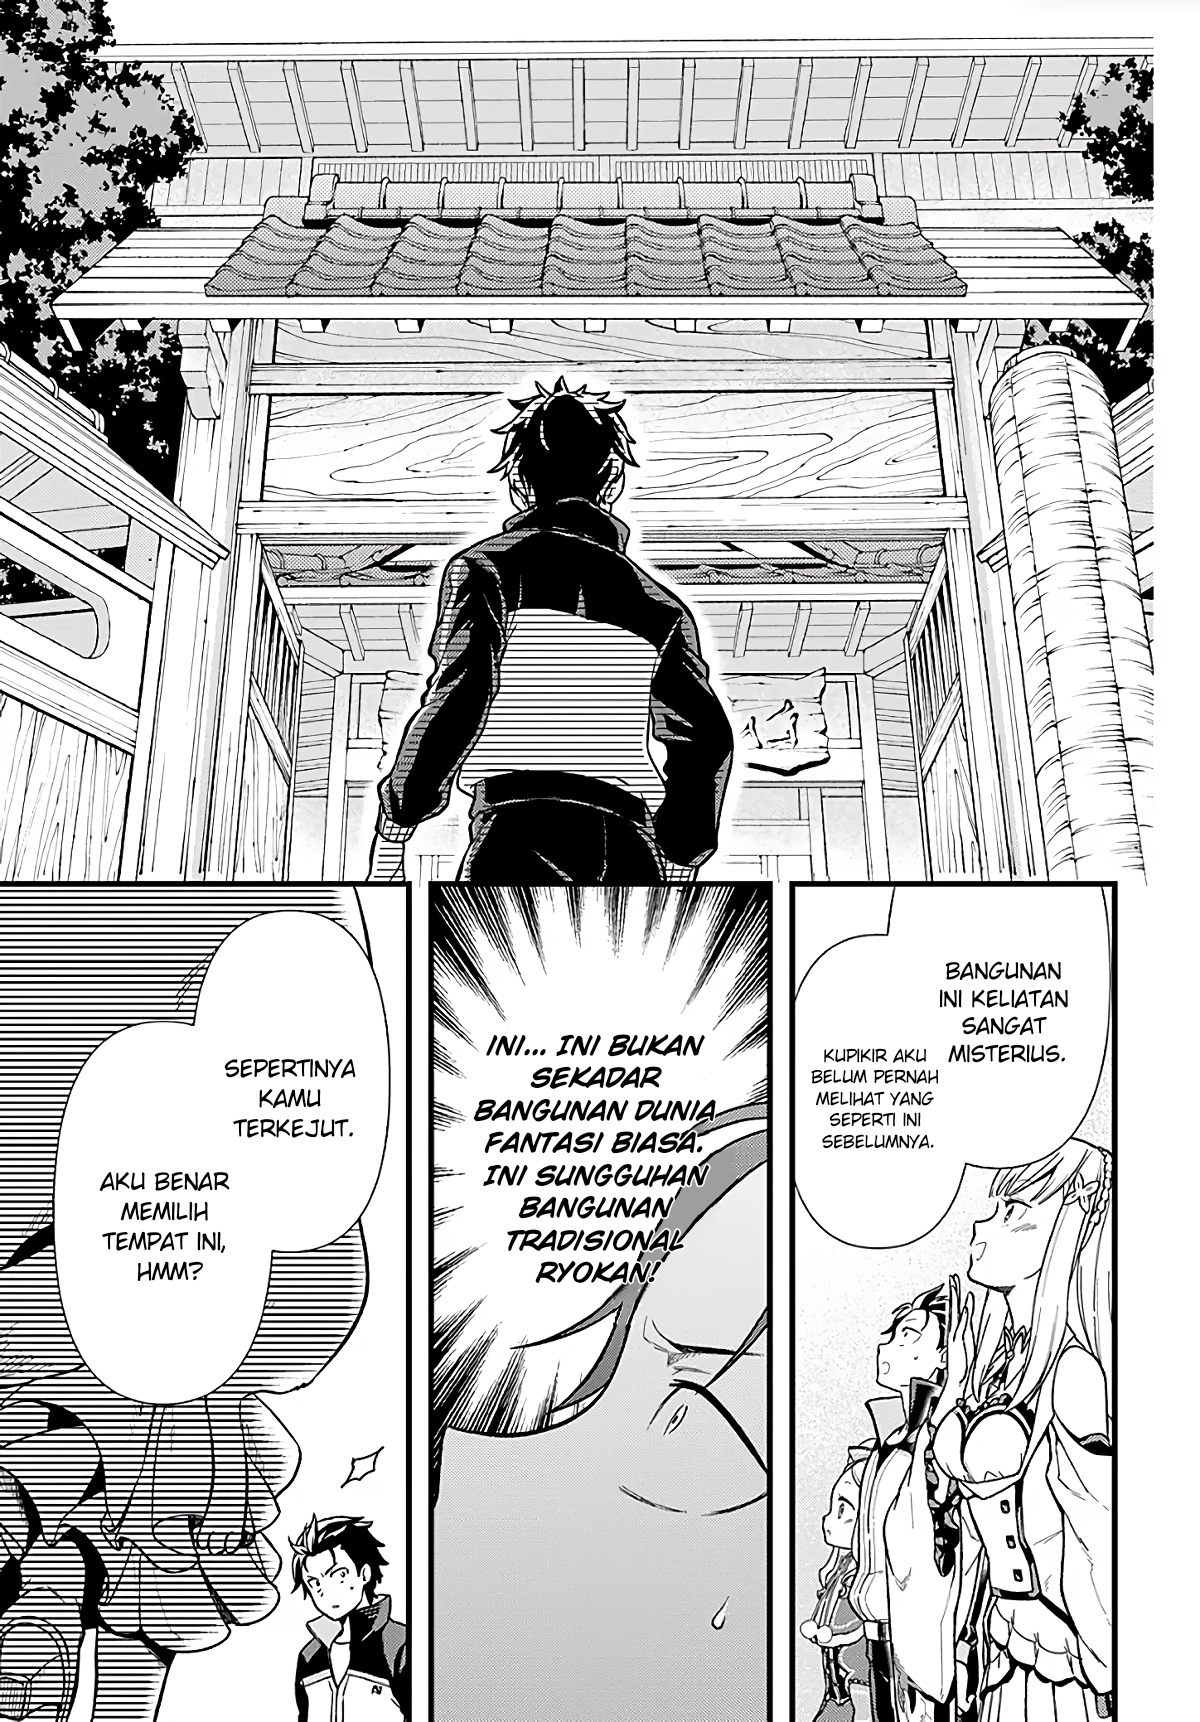 BANGUNAN
INI KELIATAN
SANGAT
MISTERIUS.
KUPIKIR AKU
BELUM PERNAH
MELIHAT YANG
SEPERTI INI
SEBELUMNYA.
INI... INI BUKAN
SEKADAR
BANGUNAN DUNIA
FANTASI BIASA.
INI SUNGGUHAN
BANGUNAN
TRADISIONAL
RYOKAN!
SEPERTINYA
KAMU
TERKEJUT.
AKU BENAR
MEMILIH
TEMPAT INI,
HMM?